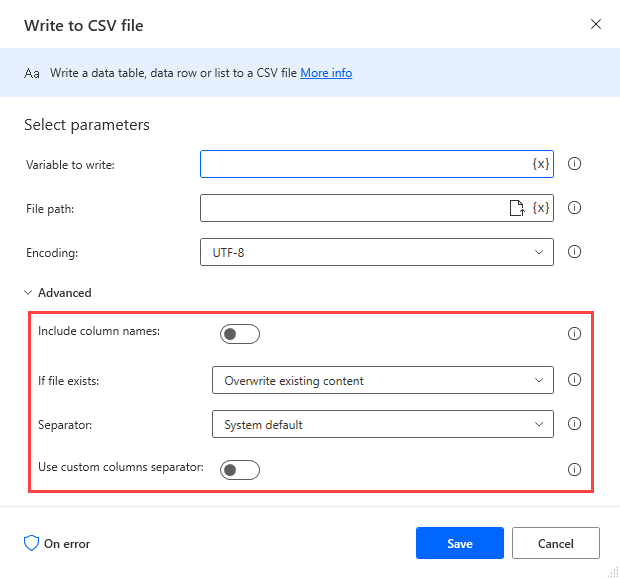 Write to CSV file
Aa Write a data table, data row or list to a CSV file More info
Select parameters
Variable to write: {x}
File path: {x}
Encoding: UTF-8
Advanced
Include column names:
If file exists: Overwrite existing content
Separator: System default
Use custom columns separator:
On error Save Cancel